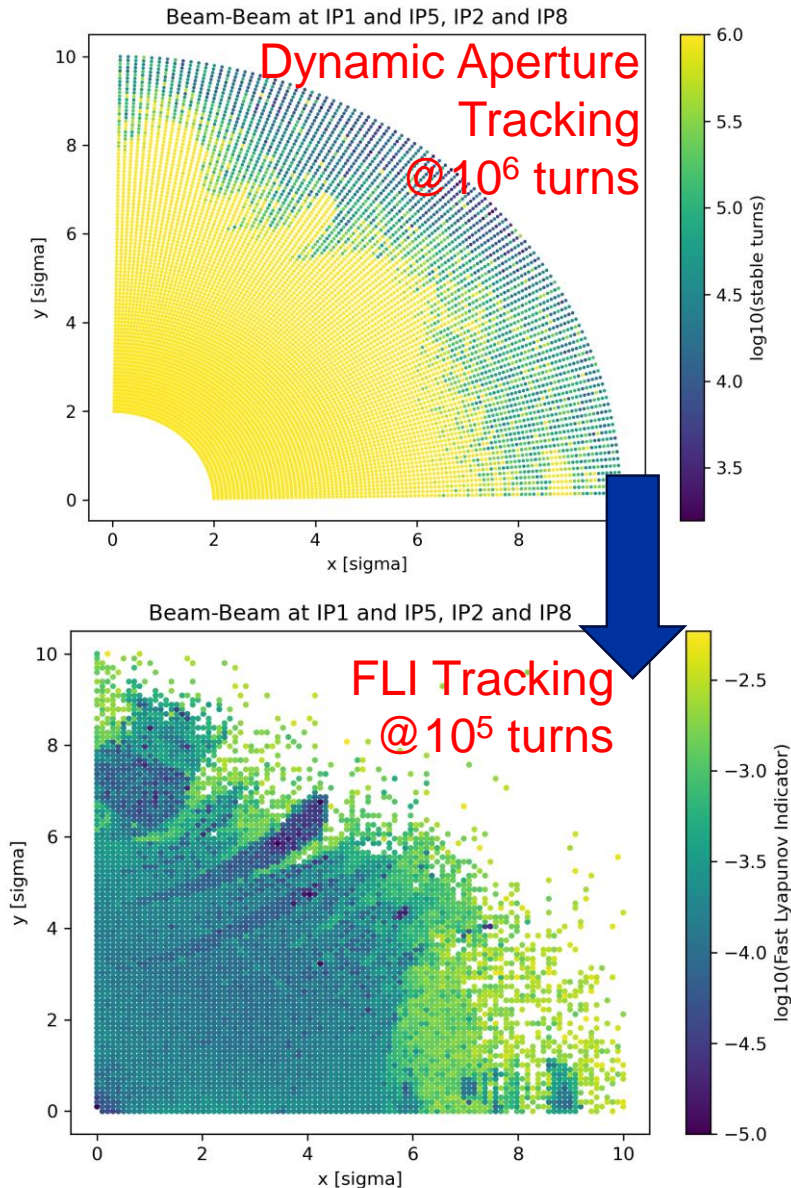 Beam-Beam at IP1 and IP5, IP2 and IP8
Dynamic Aperture
Tracking
@10⁶ turns
10
8
6
4
2
0
y [sigma]
0 2 4 6 8
x [sigma]
6.0
5.5
5.0
4.5
4.0
3.5
log10(stable turns)
Beam-Beam at IP1 and IP5, IP2 and IP8
FLI Tracking
@10⁵ turns
10
8
6
4
2
0
y [sigma]
0 2 4 6 8 10
x [sigma]
−2.5
−3.0
−3.5
−4.0
−4.5
−5.0
log10(Fast Lyapunov Indicator)